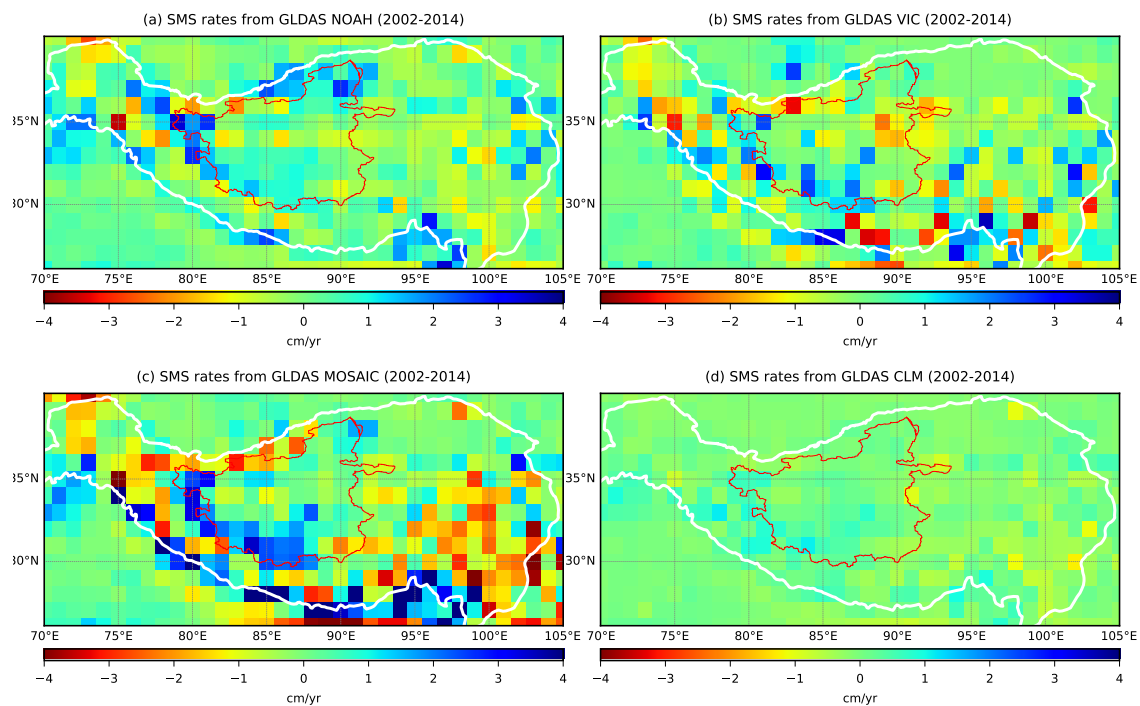 (a) SMS rates from GLDAS NOAH (2002-2014)
(b) SMS rates from GLDAS VIC (2002-2014)
35°N
35°N
30°N
30°N
70°E 75°E 80°E 85°E 90°E 95°E 100°E 105°E
70°E 75°E 80°E 85°E 90°E 95°E 100°E 105°E
−4 −3 −2 −1 0 1 2 3 4
−4 −3 −2 −1 0 1 2 3 4
cm/yr
cm/yr
(c) SMS rates from GLDAS MOSAIC (2002-2014)
(d) SMS rates from GLDAS CLM (2002-2014)
35°N
35°N
30°N
30°N
70°E 75°E 80°E 85°E 90°E 95°E 100°E 105°E
70°E 75°E 80°E 85°E 90°E 95°E 100°E 105°E
−4 −3 −2 −1 0 1 2 3 4
−4 −3 −2 −1 0 1 2 3 4
cm/yr
cm/yr